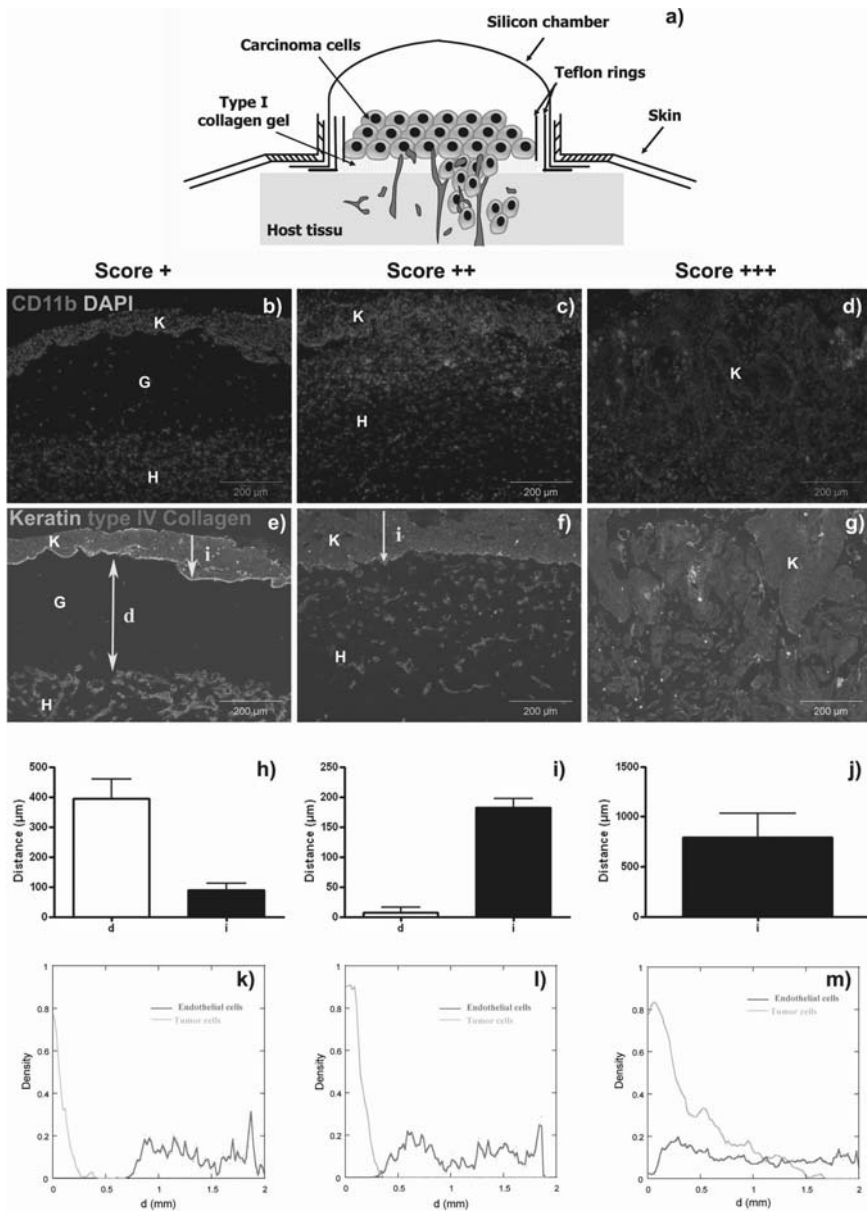 a)
Silicon chamber
Carcinoma cells
Teflon rings
Type I
collagen gel
Skin
Host tissu
Score +
Score ++
Score +++
CD11b DAPI
b)
K
G
H
200 µm
c)
K
H
200 µm
d)
K
200 µm
Keratin type IV Collagen
e)
K
i
G
d
H
200 µm
f)
K
i
H
200 µm
g)
K
200 µm
h)
Distance (µm)
500
400
300
200
100
0
d
i
i)
Distance (µm)
250
200
150
100
50
0
d
i
j)
Distance (µm)
1500
1000
500
0
i
k)
Endothelial cells
Tumor cells
Density
1
0.8
0.6
0.4
0.2
0
0
0.5
1
1.5
2
d (mm)
l)
Endothelial cells
Tumor cells
Density
1
0.8
0.6
0.4
0.2
0
0
0.5
1
1.5
2
d (mm)
m)
Endothelial cells
Tumor cells
Density
1
0.8
0.6
0.4
0.2
0
0
0.5
1
1.5
2
d (mm)